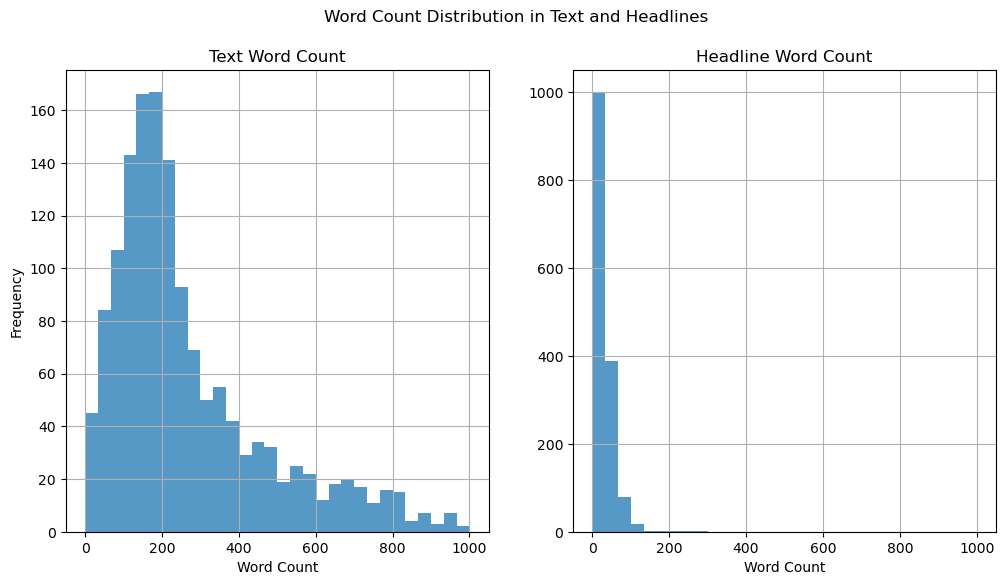 Word Count Distribution in Text and Headlines
Text Word Count
Frequency
160
140
120
100
80
60
40
20
0
0 200 400 600 800 1000
Word Count
Headline Word Count
1000
800
600
400
200
0
0 200 400 600 800 1000
Word Count